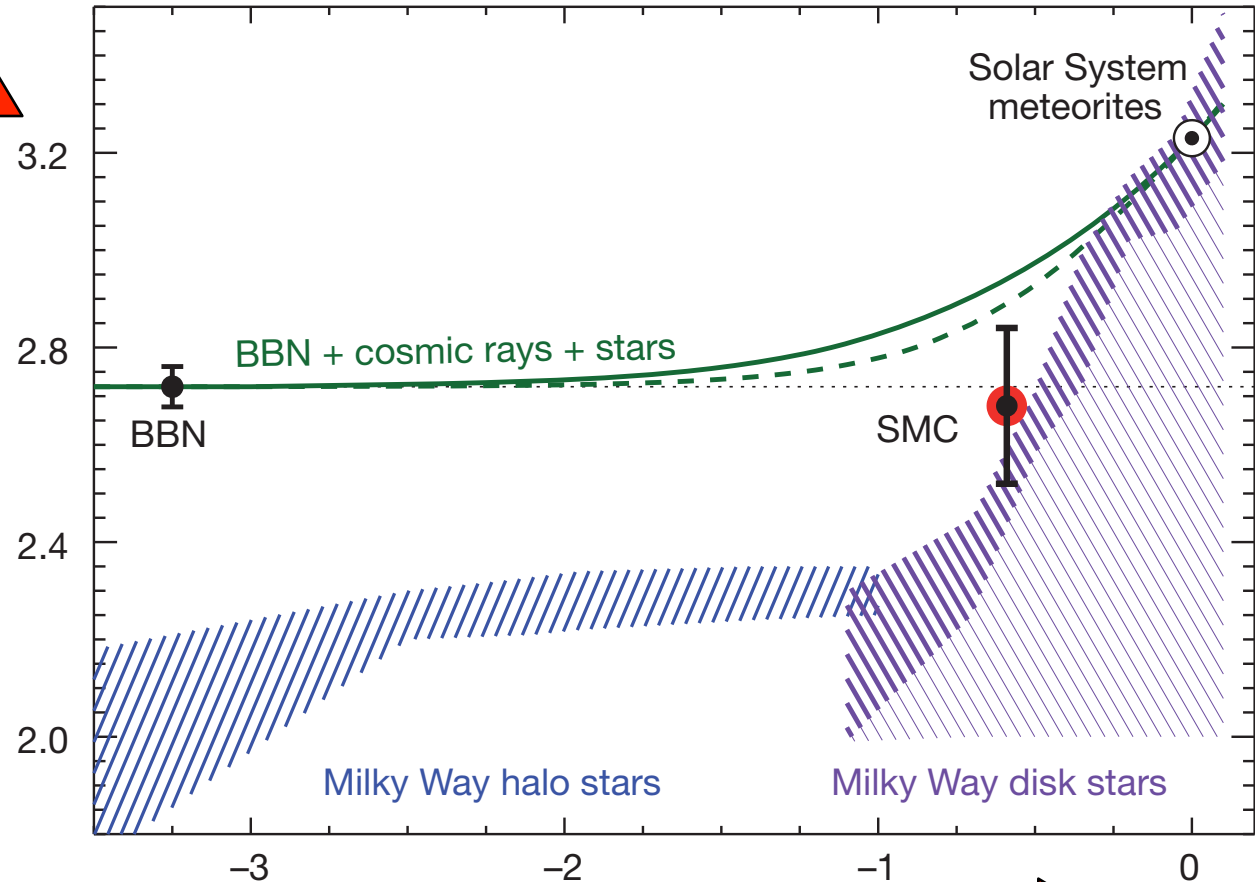 Solar System
meteorites
3.2
BBN + cosmic rays + stars
2.8
BBN
SMC
2.4
2.0
Milky Way halo stars
Milky Way disk stars
–3
–2
–1
0